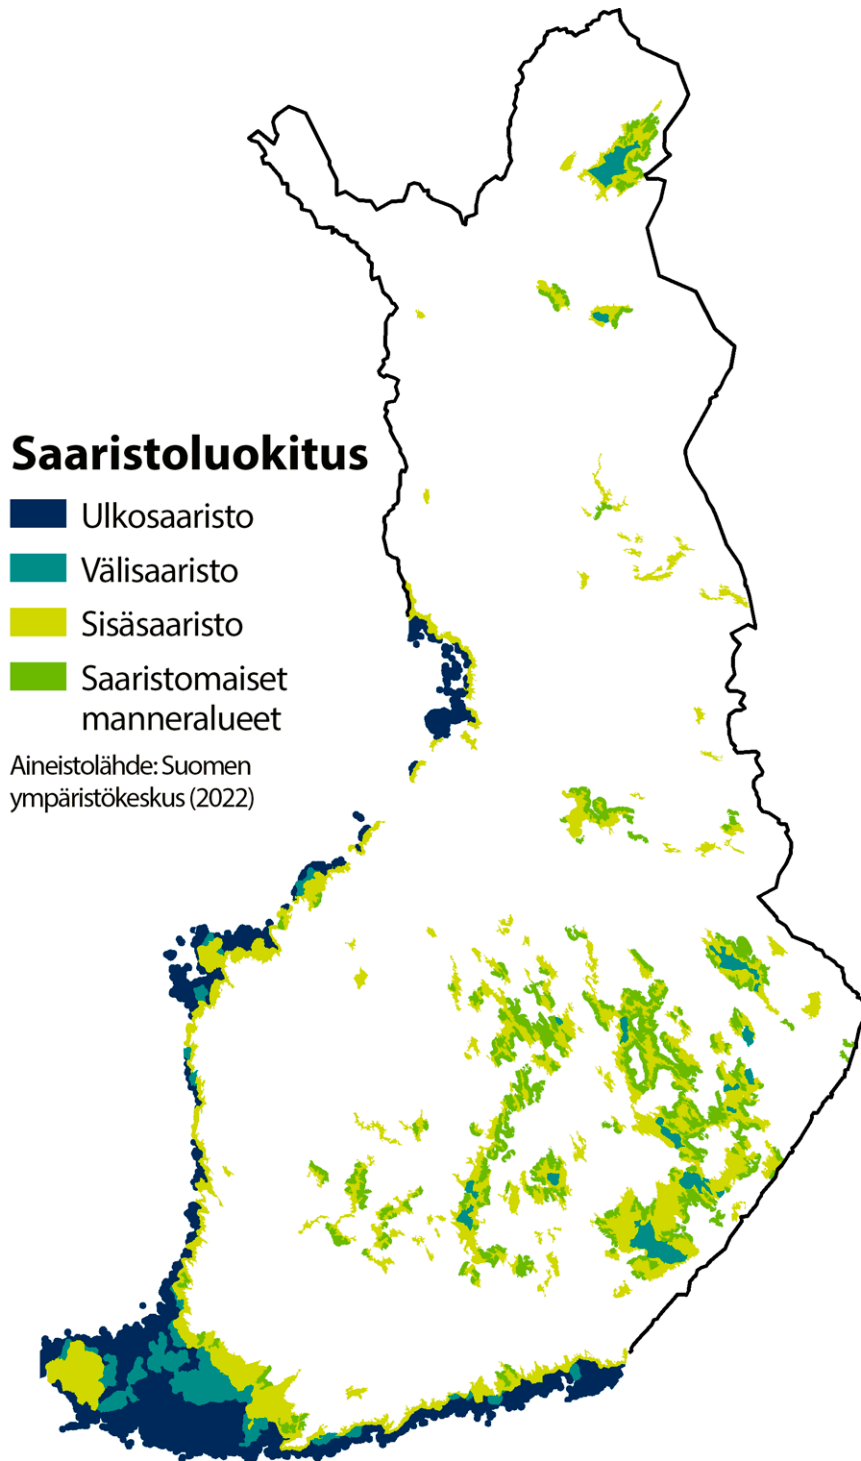 Saaristoluokitus
Ulkosaaristo
Välisaaristo
Sisäsaaristo
Saaristomaiset
manneralueet
Aineistolähde: Suomen
ympäristökeskus (2022)